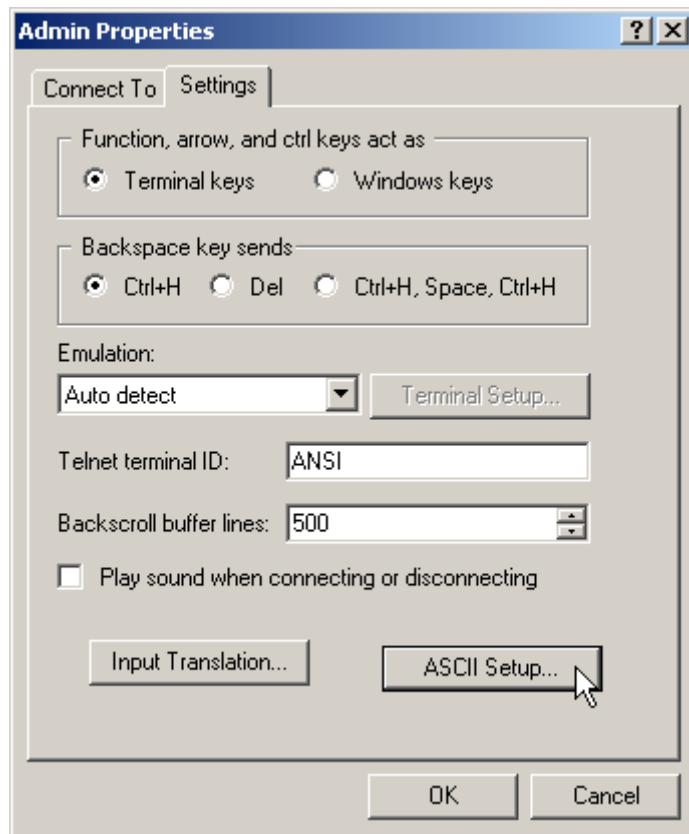 Admin Properties
Connect To Settings
Function, arrow, and ctrl keys act as
Terminal keys Windows keys
Backspace key sends
Ctrl+H Del Ctrl+H, Space, Ctrl+H
Emulation:
Auto detect Terminal Setup...
Telnet terminal ID: ANSI
Backscroll buffer lines: 500
Play sound when connecting or disconnecting
Input Translation... ASCII Setup...
OK Cancel